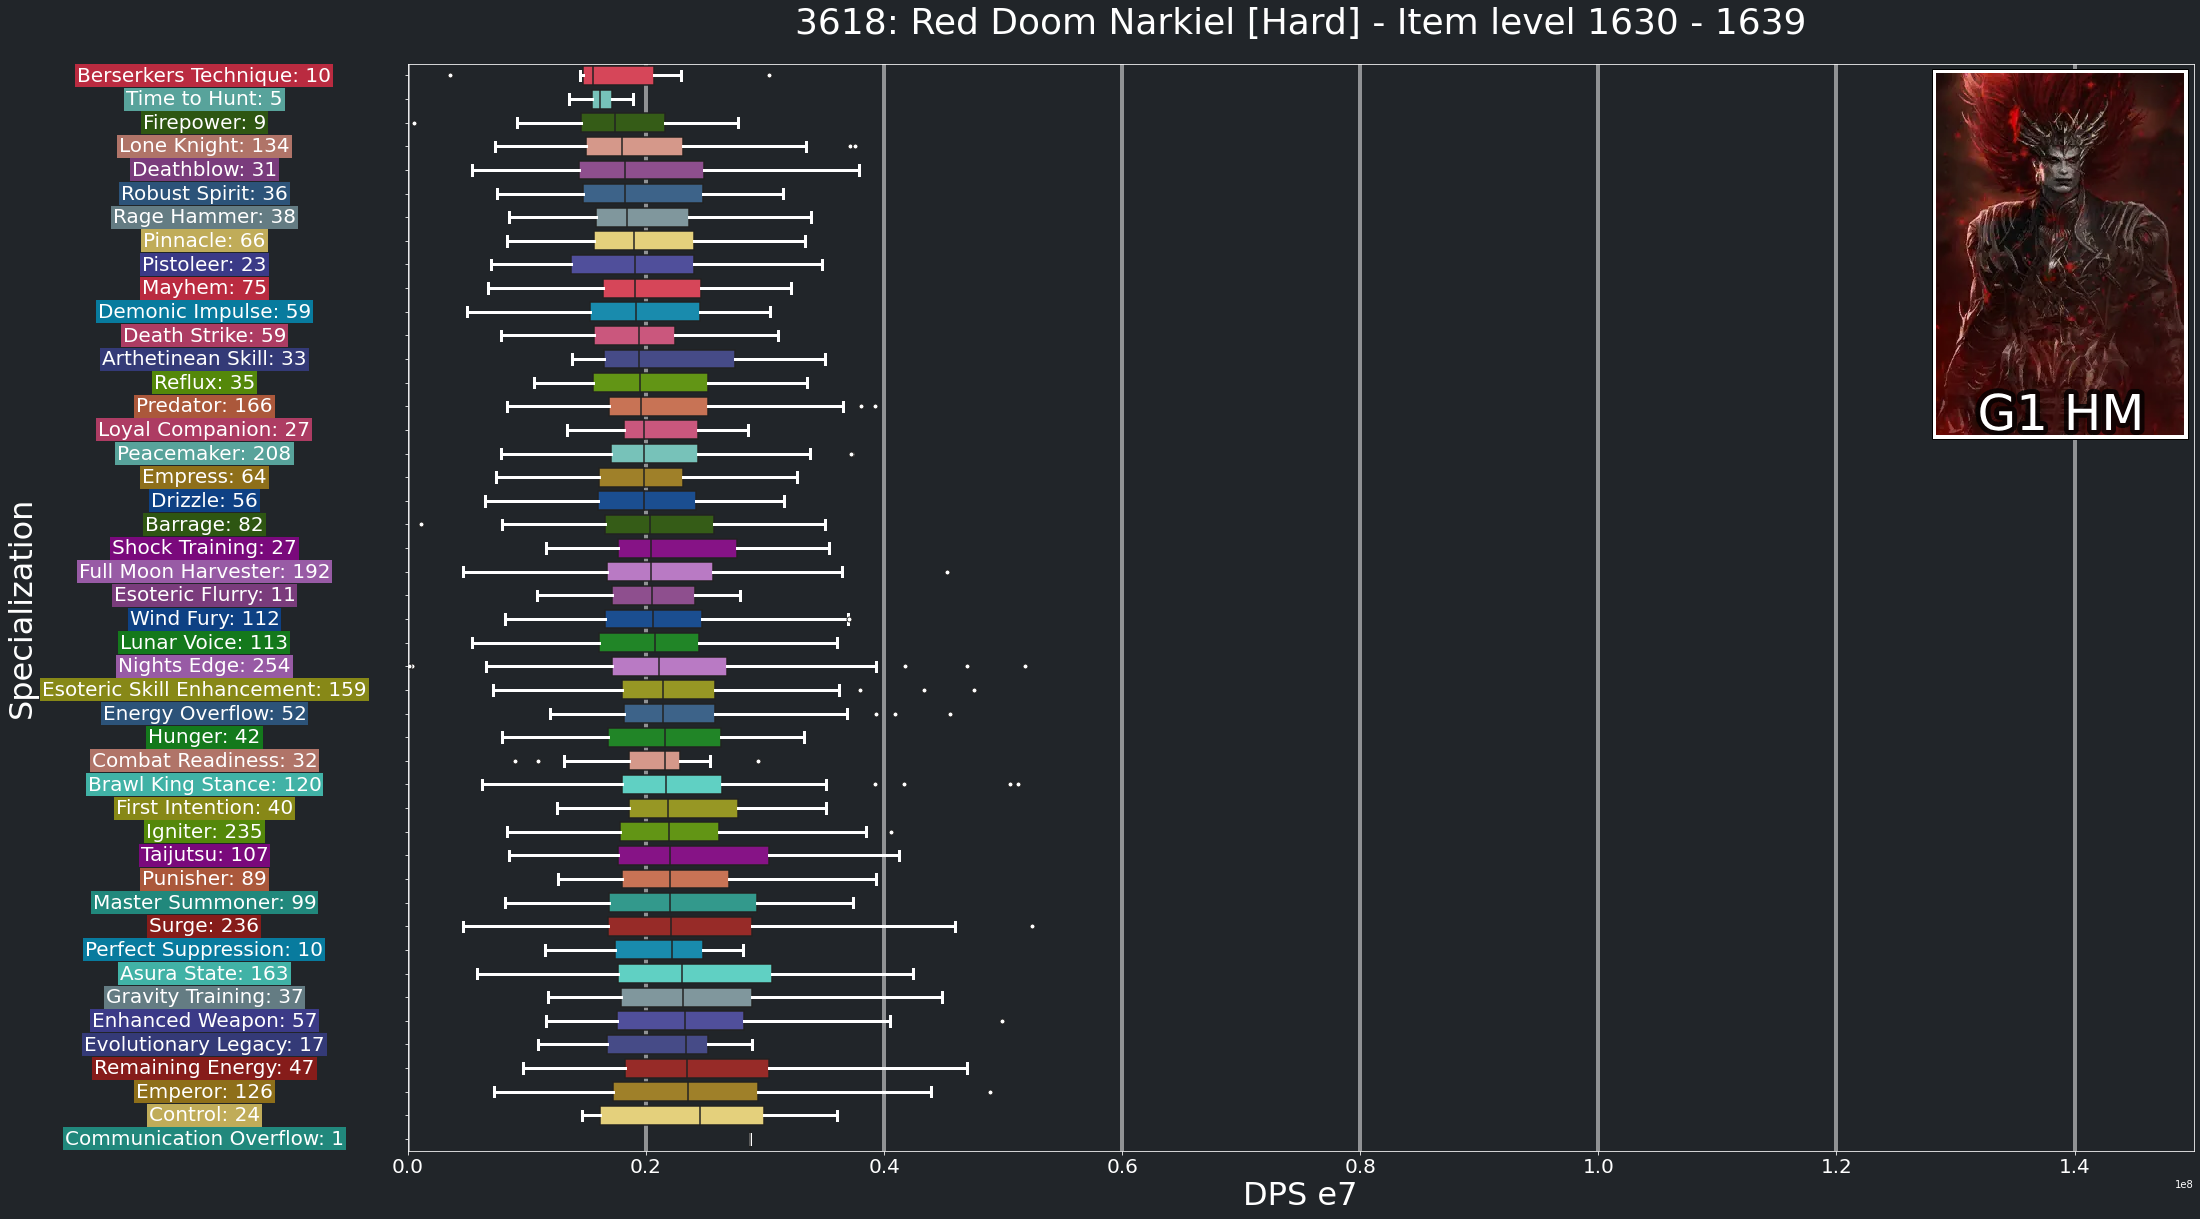 3618: Red Doom Narkiel [Hard] - Item level 1630 - 1639
Berserkers Technique: 10
Time to Hunt: 5
Firepower: 9
Lone Knight: 134
Deathblow: 31
Robust Spirit: 36
Rage Hammer: 38
Pinnacle: 66
Pistoleer: 23
Mayhem: 75
Demonic Impulse: 59
Death Strike: 59
Arthetinean Skill: 33
Reflux: 35
Predator: 166
Loyal Companion: 27
Peacemaker: 208
Empress: 64
Drizzle: 56
Barrage: 82
Shock Training: 27
Full Moon Harvester: 192
Esoteric Flurry: 11
Wind Fury: 112
Lunar Voice: 113
Nights Edge: 254
Esoteric Skill Enhancement: 159
Energy Overflow: 52
Hunger: 42
Combat Readiness: 32
Brawl King Stance: 120
First Intention: 40
Igniter: 235
Taijutsu: 107
Punisher: 89
Master Summoner: 99
Surge: 236
Perfect Suppression: 10
Asura State: 163
Gravity Training: 37
Enhanced Weapon: 57
Evolutionary Legacy: 17
Remaining Energy: 47
Emperor: 126
Control: 24
Communication Overflow: 1
Specialization
G1 HM
0.0 0.2 0.4 0.6 0.8 1.0 1.2 1.4
DPS e7
1e8